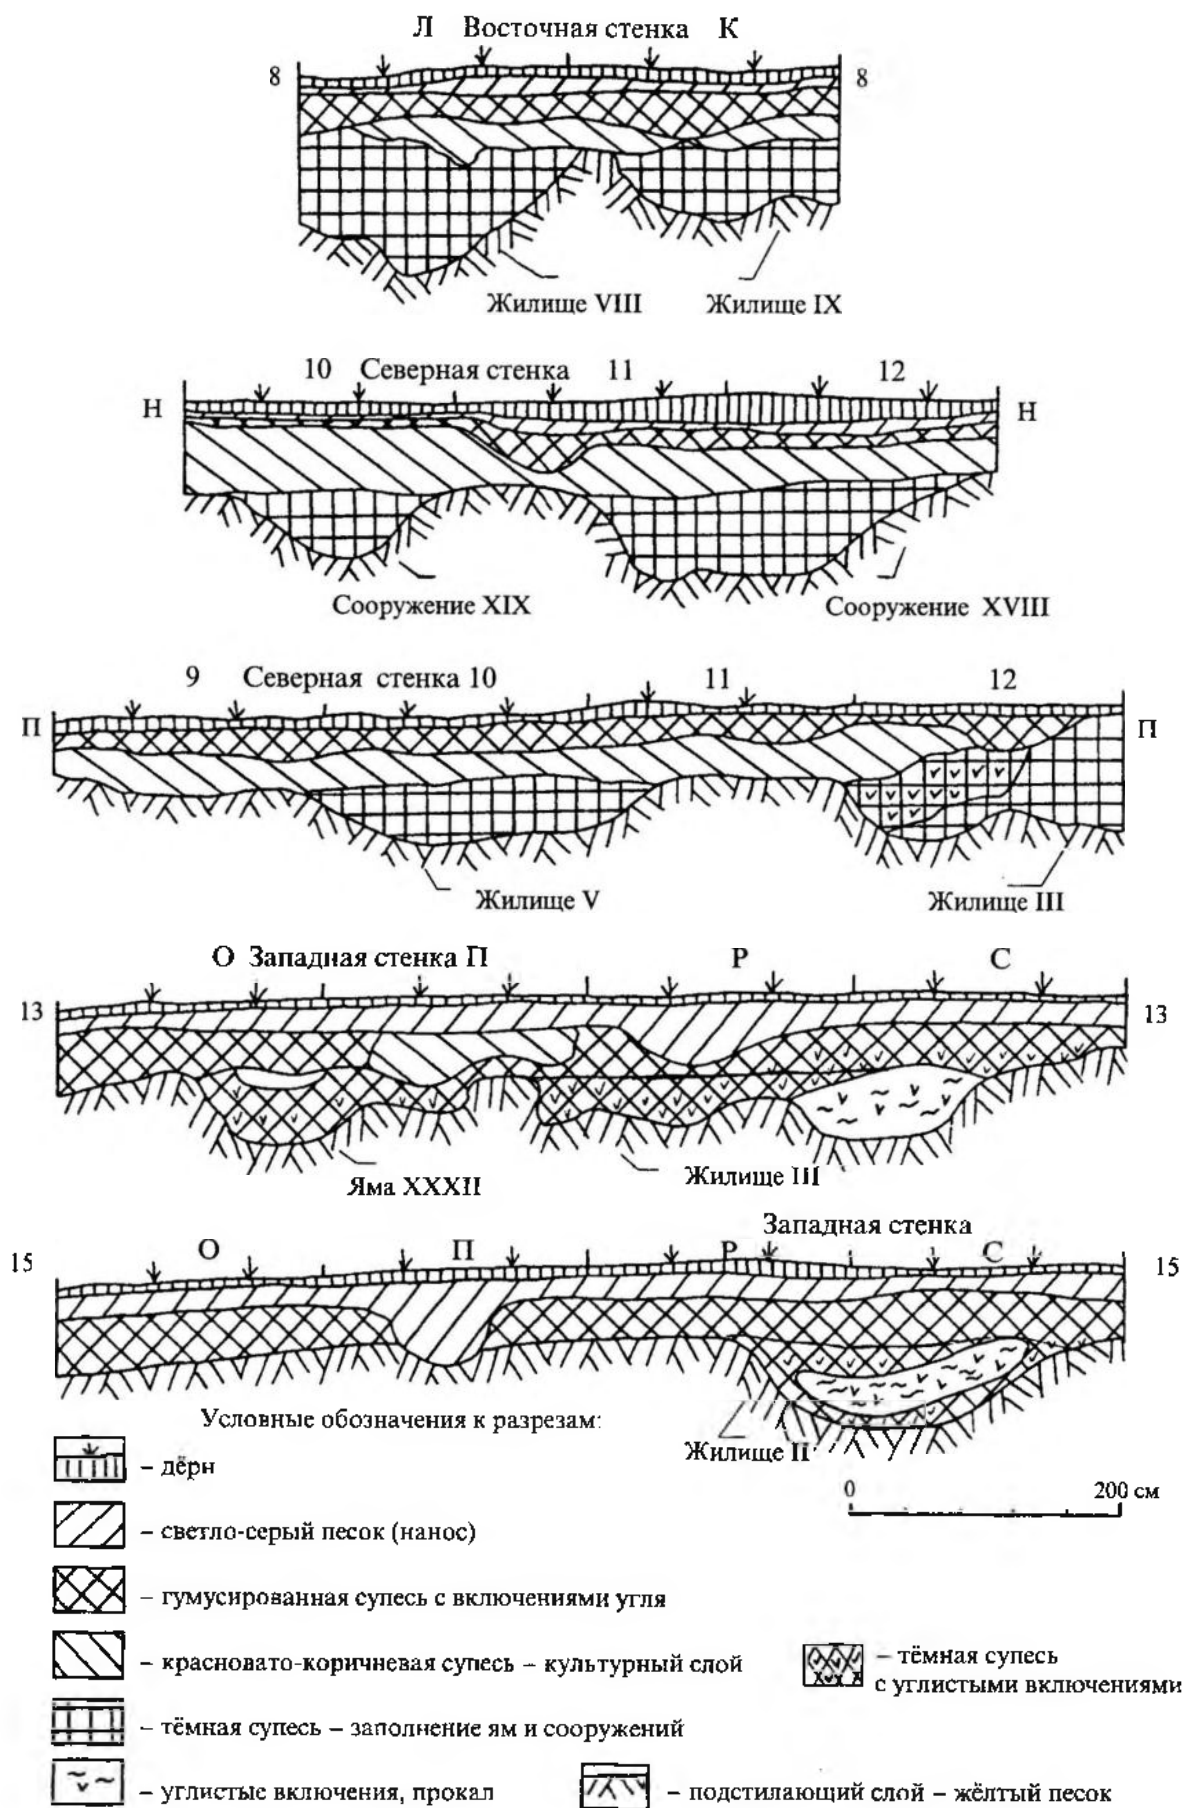 Л Восточная стенка К
8 8
Жилище VIII Жилище IX
10 Северная стенка 11 12
Н Н
Сооружение XIX Сооружение XVIII
9 Северная стенка 10 11 12
П П
Жилище V Жилище III
О Западная стенка П Р С
13 13
Яма XXXII Жилище III
Западная стенка
15 О П Р С 15
Условные обозначения к разрезам:
Жилище II
– дёрн
0 200 см
– светло-серый песок (нанос)
– гумусированная супесь с включениями угля
– красновато-коричневая супесь – культурный слой
– тёмная супесь
с углистыми включениями
– тёмная супесь – заполнение ям и сооружений
– углистые включения, прокал
– подстилающий слой – жёлтый песок